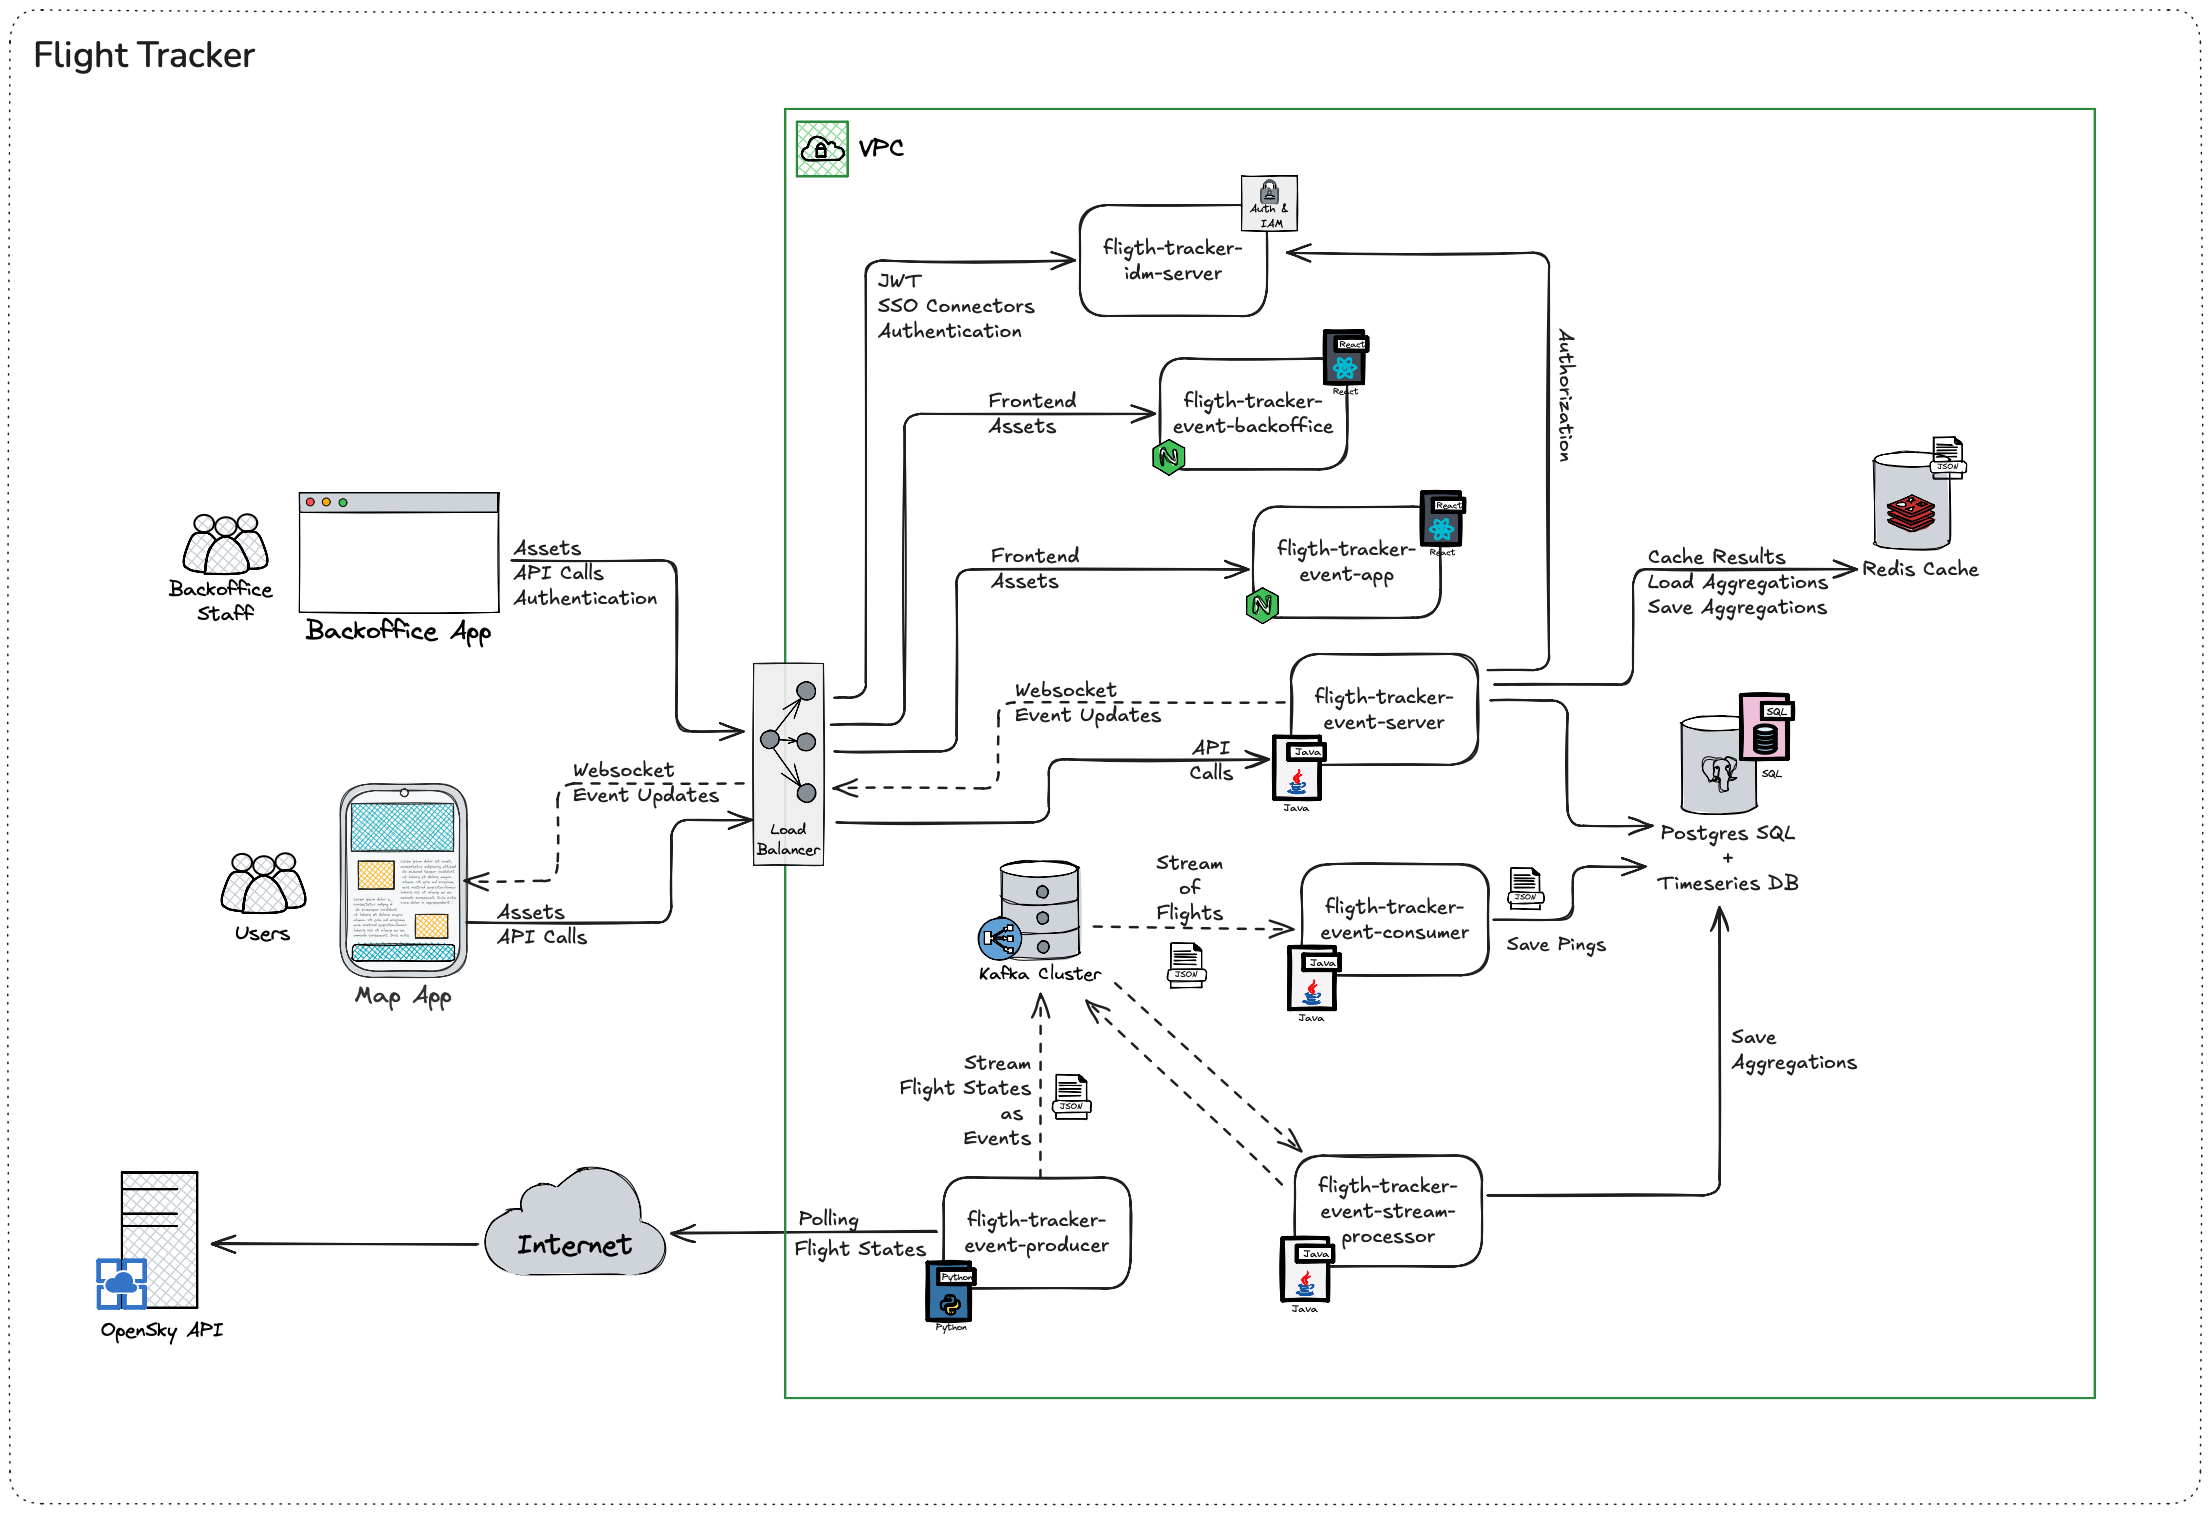 Flight Tracker
VPC
Auth &
IAM
fligth-tracker-
idm-server
JWT
SSO Connectors
Authentication
Authorization
React
React
fligth-tracker-
event-backoffice
Frontend
Assets
React
React
fligth-tracker-
event-app
Frontend
Assets
JSON
Redis Cache
Cache Results
Load Aggregations
Save Aggregations
Backoffice
Staff
Backoffice App
Assets
API Calls
Authentication
Load
Balancer
Websocket
Event Updates
fligth-tracker-
event-server
Java
Java
API
Calls
SQL
SQL
Postgres SQL
+
Timeseries DB
Websocket
Event Updates
Assets
API Calls
Users
Map App
Kafka Cluster
Stream
of
Flights
JSON
fligth-tracker-
event-consumer
Java
Java
JSON
Save Pings
Stream
Flight States
as
Events
JSON
Save
Aggregations
fligth-tracker-
event-stream-
processor
Java
Java
fligth-tracker-
event-producer
Python
Python
Polling
Flight States
Internet
OpenSky API